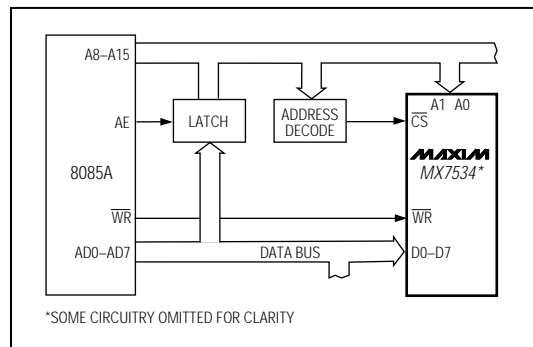 A8–A15
A1 A0
AE
LATCH
ADDRESS
DECODE
CS
MAXIM
MX7534*
8085A
WR
WR
AD0–AD7
DATA BUS
D0–D7
*SOME CIRCUITRY OMITTED FOR CLARITY